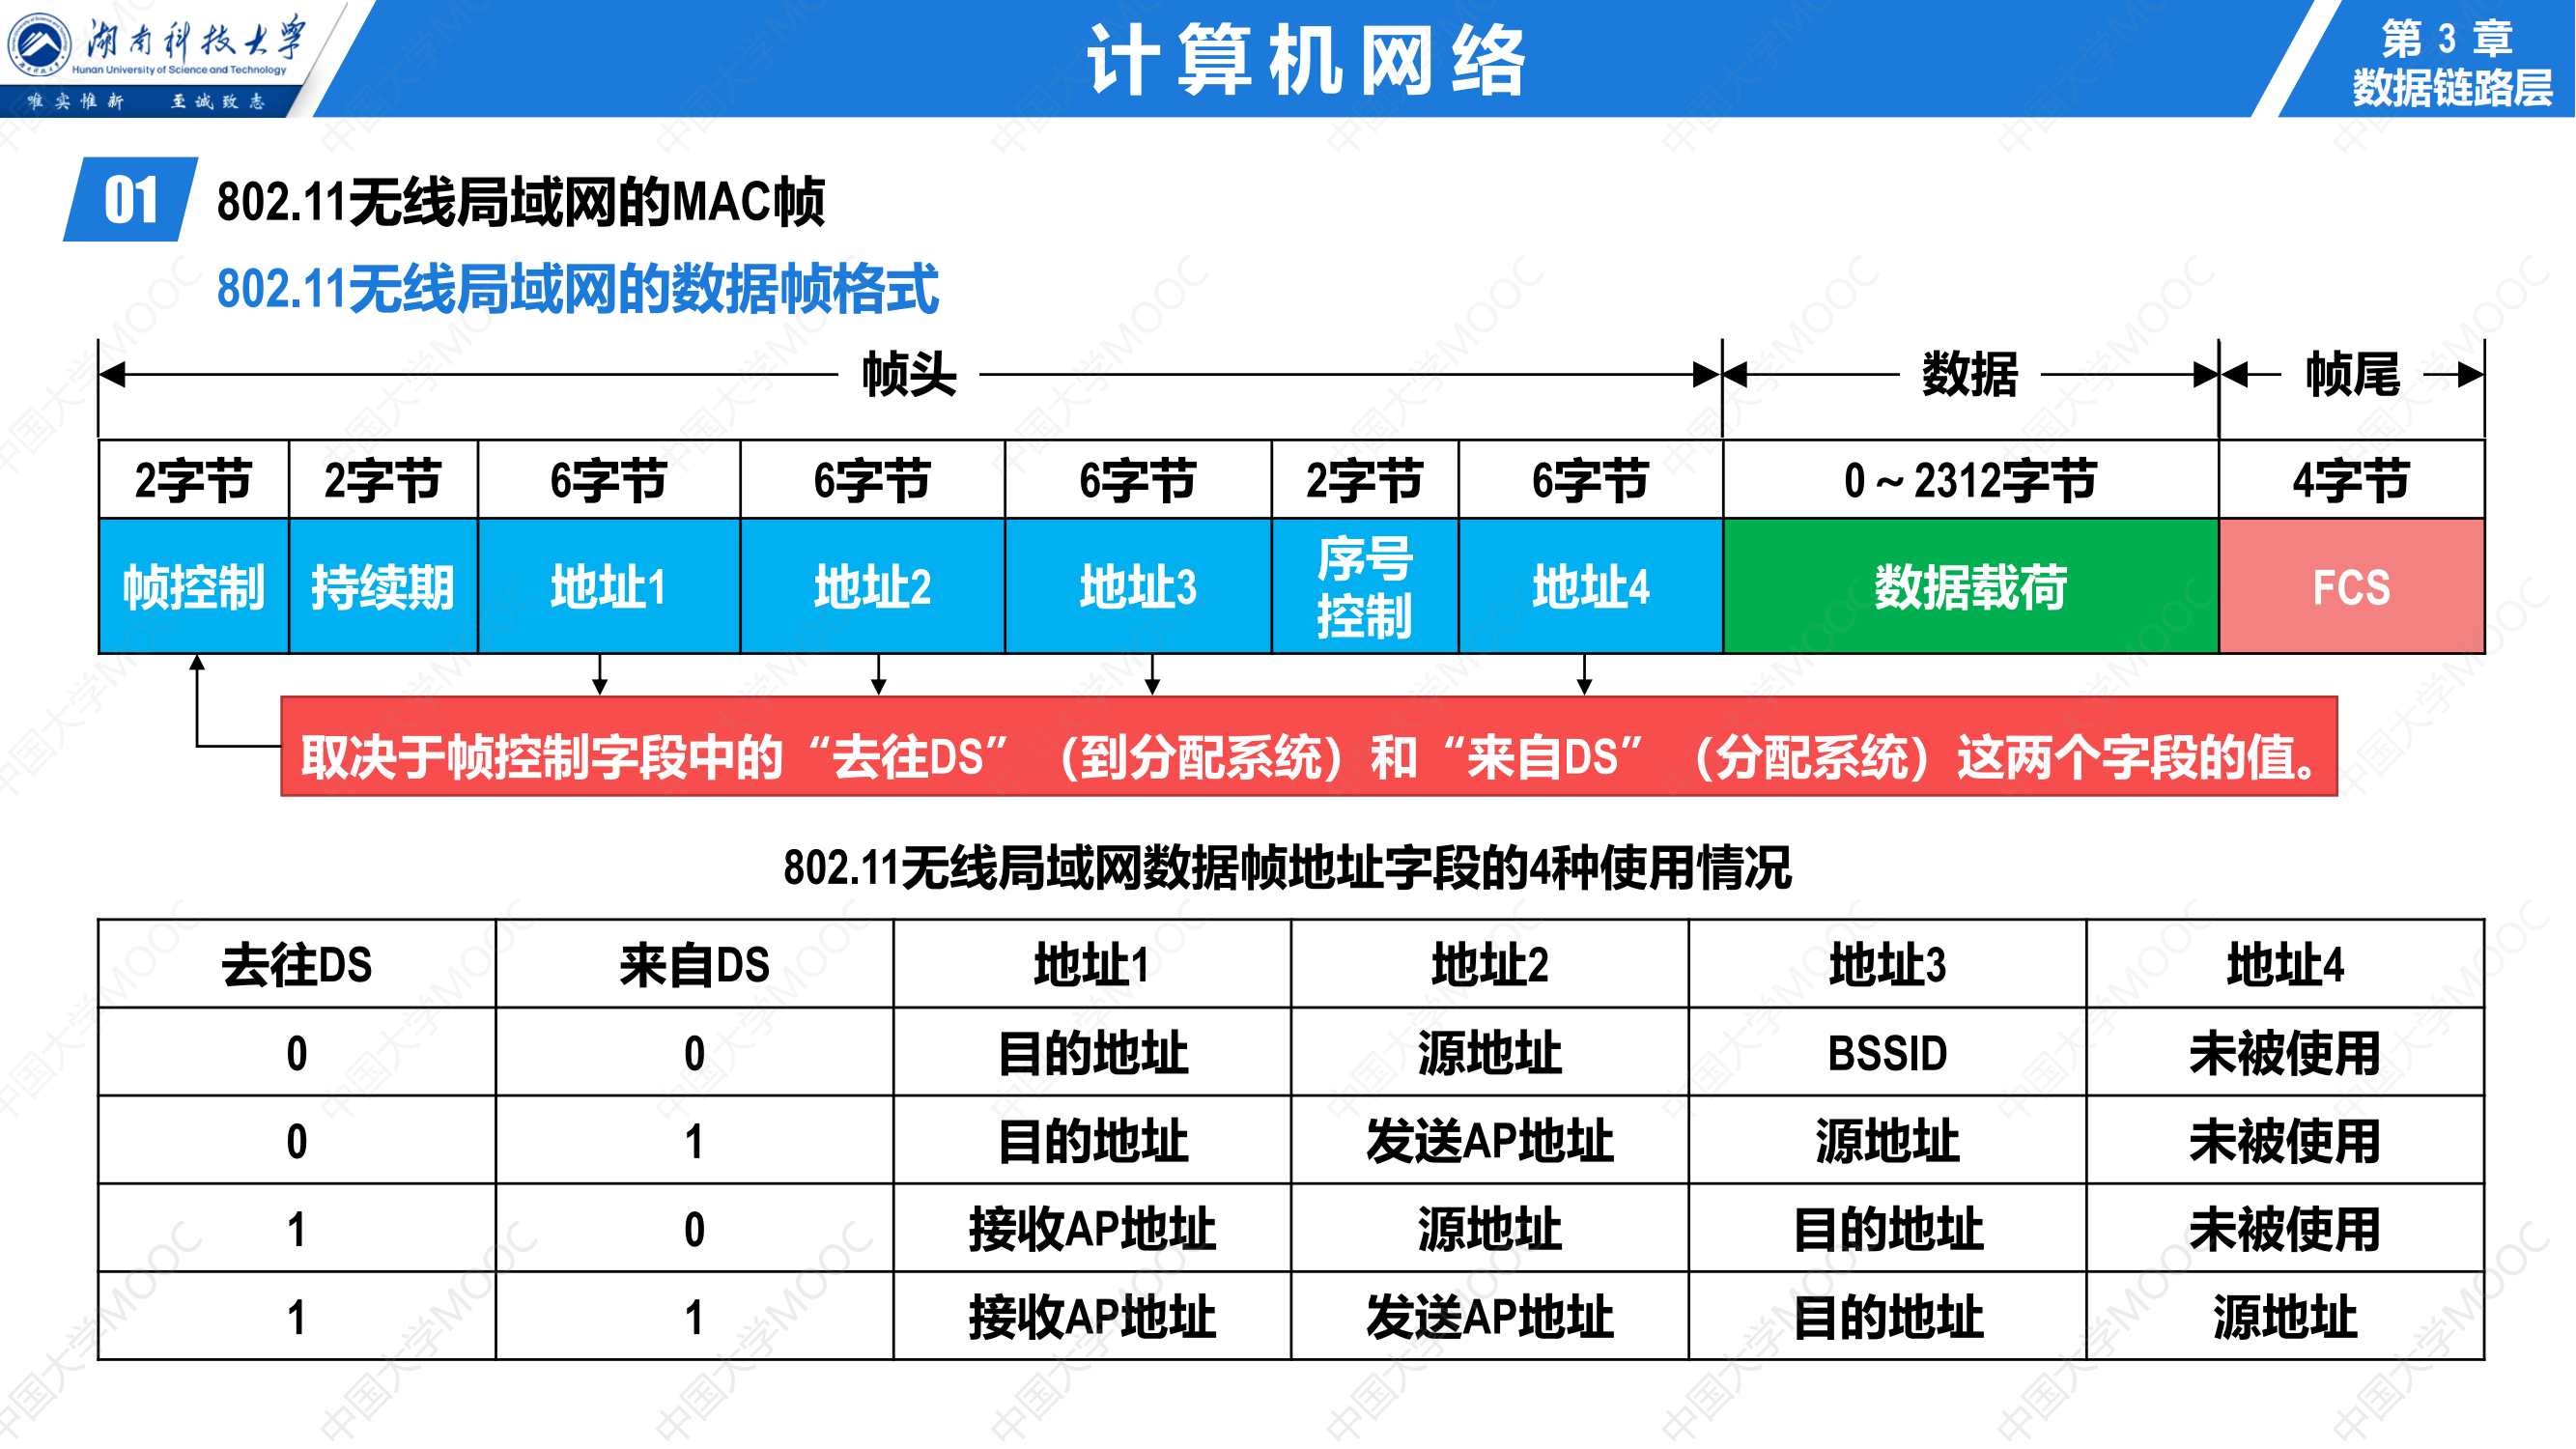 湖南科技大学
Hunan University of Science and Technology
唯实惟新 至诚致志
计算机网络
第 3 章
数据链路层
01
802.11无线局域网的MAC帧
802.11无线局域网的数据帧格式
帧头 数据 帧尾
2字节 2字节 6字节 6字节 6字节 2字节 6字节 0～2312字节 4字节
帧控制 持续期 地址1 地址2 地址3 序号控制 地址4 数据载荷 FCS
取决于帧控制字段中的“去往DS”（到分配系统）和“来自DS”（分配系统）这两个字段的值。
802.11无线局域网数据帧地址字段的4种使用情况
去往DS 来自DS 地址1 地址2 地址3 地址4
0 0 目的地址 源地址 BSSID 未被使用
0 1 目的地址 发送AP地址 源地址 未被使用
1 0 接收AP地址 源地址 目的地址 未被使用
1 1 接收AP地址 发送AP地址 目的地址 源地址
中国大学MOOC